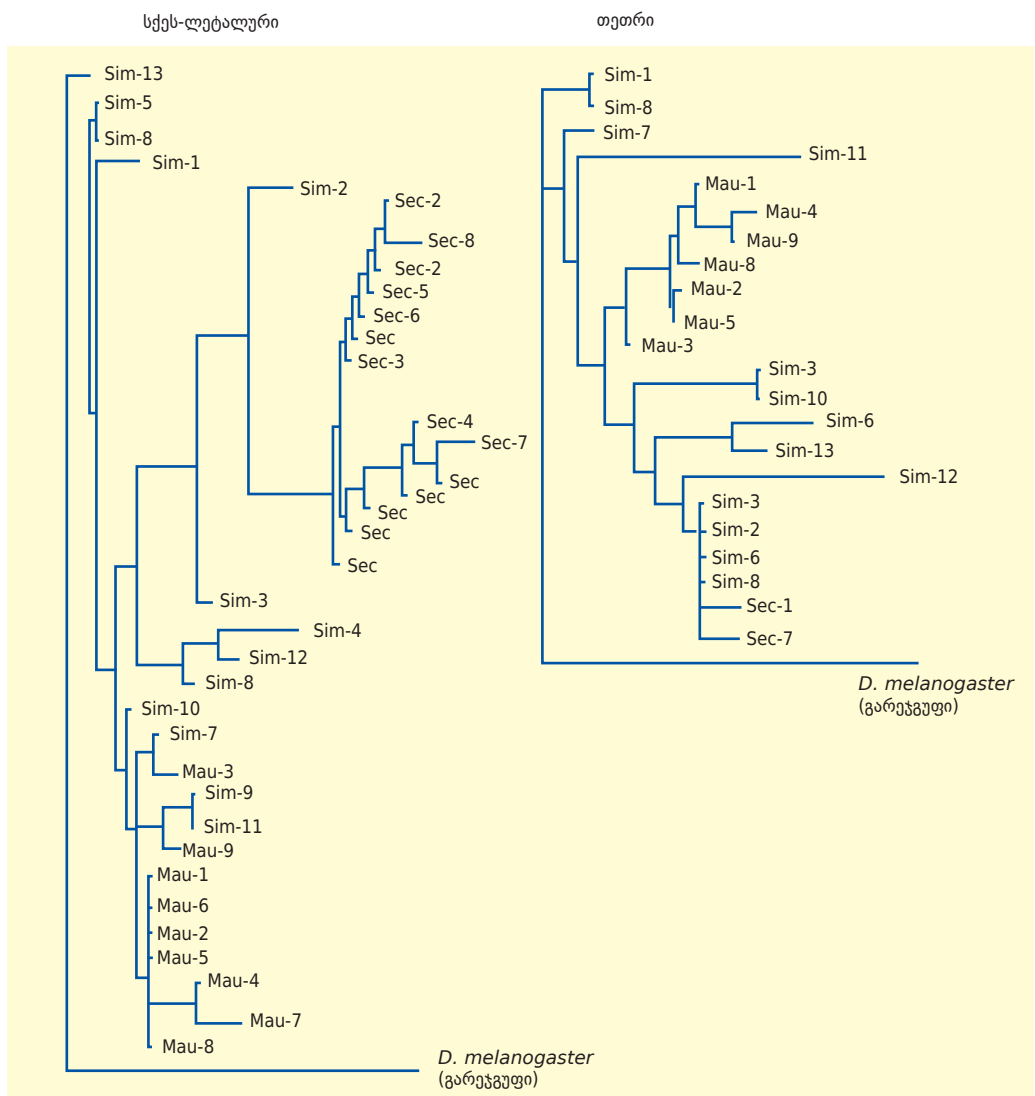 სქეს-ლეტალური
Sim-13
Sim-5
Sim-8
Sim-1
Sim-2
Sec-2
Sec-8
Sec-2
Sec-5
Sec-6
Sec
Sec-3
Sec-4
Sec-7
Sec
Sec
Sec
Sec
Sec
Sim-3
Sim-4
Sim-12
Sim-8
Sim-10
Sim-7
Mau-3
Sim-9
Sim-11
Mau-9
Mau-1
Mau-6
Mau-2
Mau-5
Mau-4
Mau-7
Mau-8
D. melanogaster
(გარეჯგუფი)
თეთრი
Sim-1
Sim-8
Sim-7
Sim-11
Mau-1
Mau-4
Mau-9
Mau-8
Mau-2
Mau-5
Mau-3
Sim-3
Sim-10
Sim-6
Sim-13
Sim-12
Sim-3
Sim-2
Sim-6
Sim-8
Sec-1
Sec-7
D. melanogaster
(გარეჯგუფი)